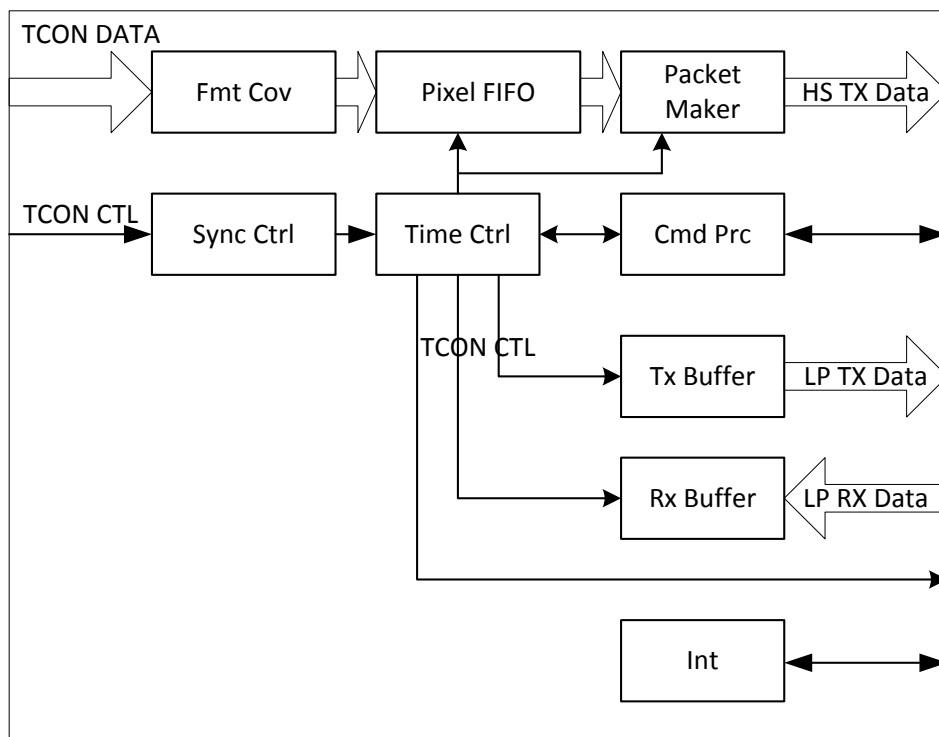 TCON DATA
Fmt Cov
Pixel FIFO
Packet
Maker
HS TX Data
TCON CTL
Sync Ctrl
Time Ctrl
Cmd Prc
TCON CTL
Tx Buffer
LP TX Data
Rx Buffer
LP RX Data
Int